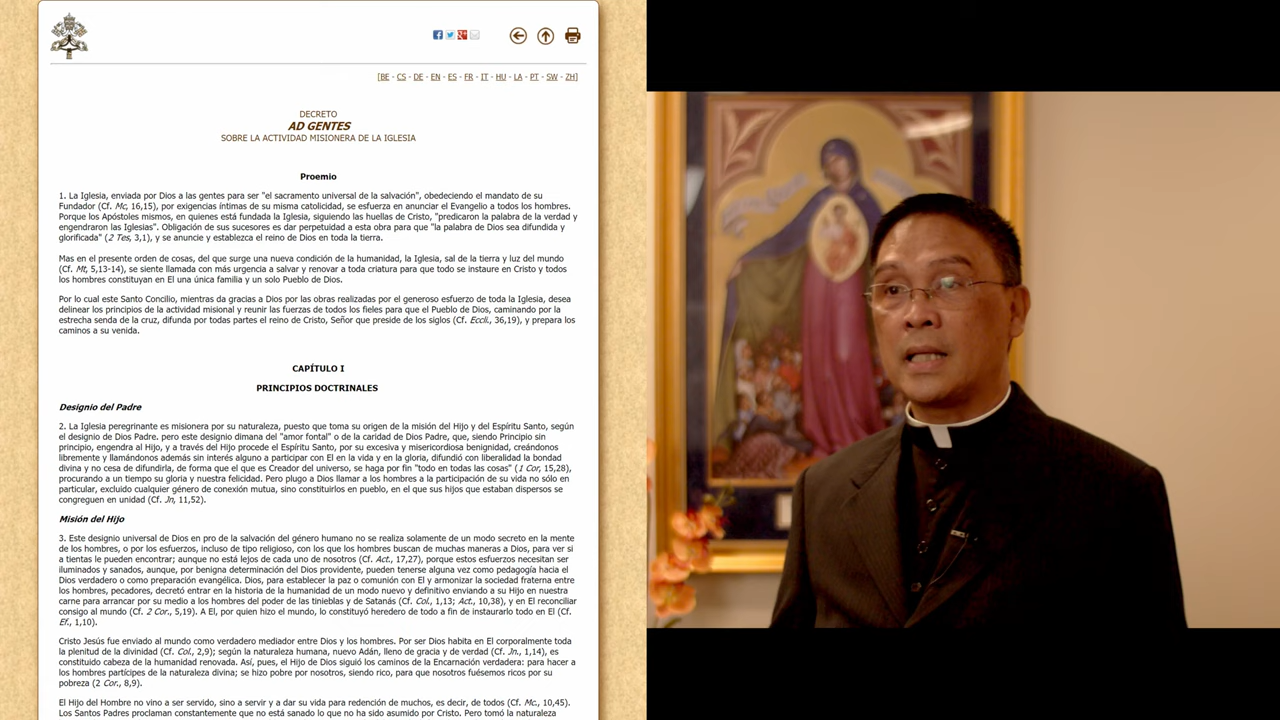 [BE - CS - DE - EN - ES - FR - IT - HU - LA - PT - SW - ZH]
DECRETO
AD GENTES
SOBRE LA ACTIVIDAD MISIONERA DE LA IGLESIA
Proemio
1. La Iglesia, enviada por Dios a las gentes para ser "el sacramento universal de la salvación", obedeciendo el mandato de su
Fundador (Cf. Mc, 16,15), por exigencias íntimas de su misma catolicidad, se esfuerza en anunciar el Evangelio a todos los hombres.
Porque los Apóstoles mismos, en quienes está fundada la Iglesia, siguiendo las huellas de Cristo, "predicaron la palabra de la verdad y
engendraron las Iglesias". Obligación de sus sucesores es dar perpetuidad a esta obra para que "la palabra de Dios sea difundida y
glorificada" (2 Tes, 3,1), y se anuncie y establezca el reino de Dios en toda la tierra.
Mas en el presente orden de cosas, del que surge una nueva condición de la humanidad, la Iglesia, sal de la tierra y luz del mundo
(Cf. Mt, 5,13-14), se siente llamada con más urgencia a salvar y renovar a toda criatura para que todo se instaure en Cristo y todos
los hombres constituyan en El una única familia y un solo Pueblo de Dios.
Por lo cual este Santo Concilio, mientras da gracias a Dios por las obras realizadas por el generoso esfuerzo de toda la Iglesia, desea
delinear los principios de la actividad misional y reunir las fuerzas de todos los fieles para que el Pueblo de Dios, caminando por la
estrecha senda de la cruz, difunda por todas partes el reino de Cristo, Señor que preside de los siglos (Cf. Eccli., 36,19), y prepara los
caminos a su venida.
CAPÍTULO I
PRINCIPIOS DOCTRINALES
Designio del Padre
2. La Iglesia peregrinante es misionera por su naturaleza, puesto que toma su origen de la misión del Hijo y del Espíritu Santo, según
el designio de Dios Padre. pero este designio dimana del "amor fontal" o de la caridad de Dios Padre, que, siendo Principio sin
principio, engendra al Hijo, y a través del Hijo procede el Espíritu Santo, por su excesiva y misericordiosa benignidad, creándonos
libremente y llamándonos además sin interés alguno a participar con El en la vida y en la gloria, difundió con liberalidad la bondad
divina y no cesa de difundirla, de forma que el que es Creador del universo, se haga por fin "todo en todas las cosas" (1 Cor, 15,28),
procurando a un tiempo su gloria y nuestra felicidad. Pero plugo a Dios llamar a los hombres a la participación de su vida no sólo en
particular, excluido cualquier género de conexión mutua, sino constituirlos en pueblo, en el que sus hijos que estaban dispersos se
congreguen en unidad (Cf. Jn, 11,52).
Misión del Hijo
3. Este designio universal de Dios en pro de la salvación del género humano no se realiza solamente de un modo secreto en la mente
de los hombres, o por los esfuerzos, incluso de tipo religioso, con los que los hombres buscan de muchas maneras a Dios, para ver si
a tientas le pueden encontrar; aunque no está lejos de cada uno de nosotros (Cf. Act., 17,27), porque estos esfuerzos necesitan ser
iluminados y sanados, aunque, por benigna determinación del Dios providente, pueden tenerse alguna vez como pedagogía hacia el
Dios verdadero o como preparación evangélica. Dios, para establecer la paz o comunión con El y armonizar la sociedad fraterna entre
los hombres, pecadores, decretó entrar en la historia de la humanidad de un modo nuevo y definitivo enviando a su Hijo en nuestra
carne para arrancar por su medio a los hombres del poder de las tinieblas y de Satanás (Cf. Col., 1,13; Act., 10,38), y en El reconciliar
consigo al mundo (Cf. 2 Cor., 5,19). A El, por quien hizo el mundo, lo constituyó heredero de todo a fin de instaurarlo todo en El (Cf.
Ef., 1,10).
Cristo Jesús fue enviado al mundo como verdadero mediador entre Dios y los hombres. Por ser Dios habita en El corporalmente toda
la plenitud de la divinidad (Cf. Col., 2,9); según la naturaleza humana, nuevo Adán, lleno de gracia y de verdad (Cf. Jn., 1,14), es
constituido cabeza de la humanidad renovada. Así, pues, el Hijo de Dios siguió los caminos de la Encarnación verdadera: para hacer a
los hombres partícipes de la naturaleza divina; se hizo pobre por nosotros, siendo rico, para que nosotros fuésemos ricos por su
pobreza (2 Cor., 8,9).
El Hijo del Hombre no vino a ser servido, sino a servir y a dar su vida para redención de muchos, es decir, de todos (Cf. Mc., 10,45).
Los Santos Padres proclaman constantemente que no está sanado lo que no ha sido asumido por Cristo. Pero tomó la naturaleza